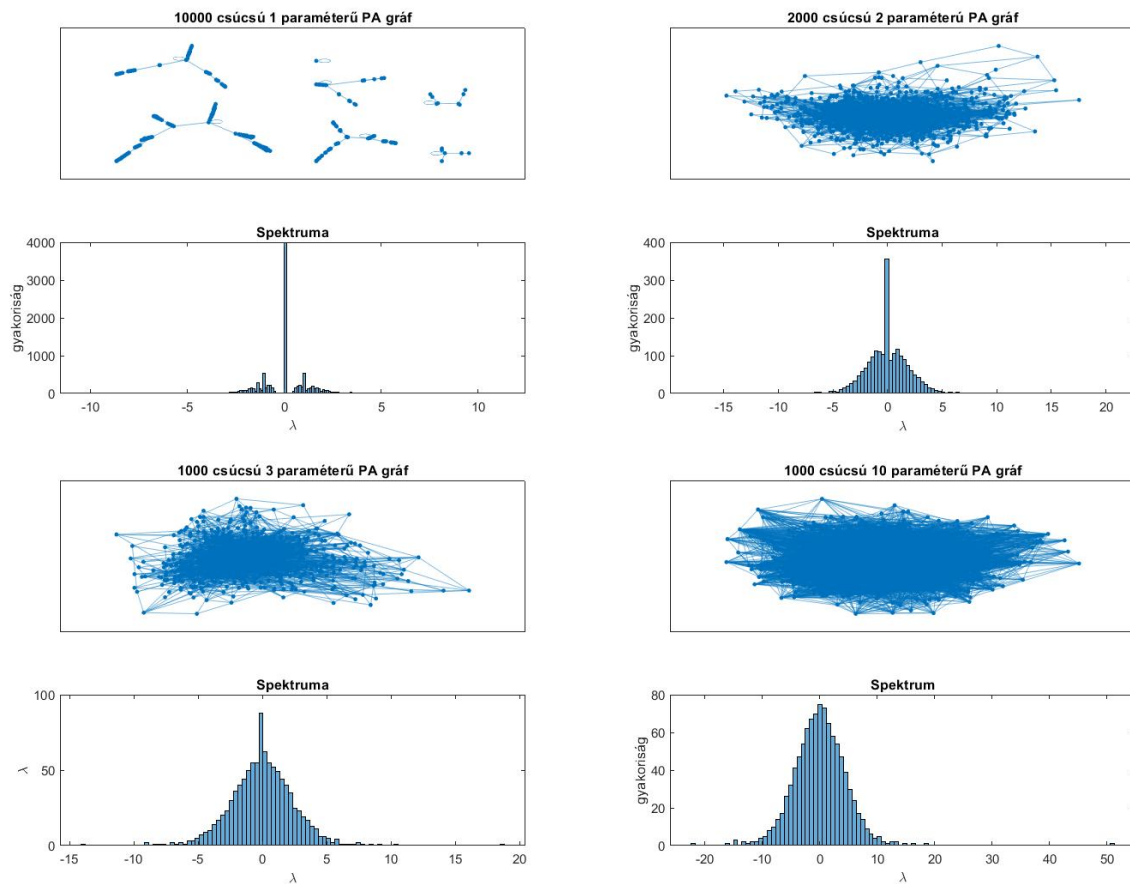 10000 csúcsú 1 paraméterű PA gráf
2000 csúcsú 2 paraméterú PA gráf
Spektruma
4000
3000
2000
1000
0
gyakoriság
-10
-5
0
5
10
λ
Spektruma
400
300
200
100
0
gyakoriság
-15
-10
-5
0
5
10
15
20
λ
1000 csúcsú 3 paraméterű PA gráf
1000 csúcsú 10 paraméterű PA gráf
Spektruma
100
50
0
λ
-15
-10
-5
0
5
10
15
20
λ
Spektrum
80
60
40
20
0
gyakoriság
-20
-10
0
10
20
30
40
50
λ